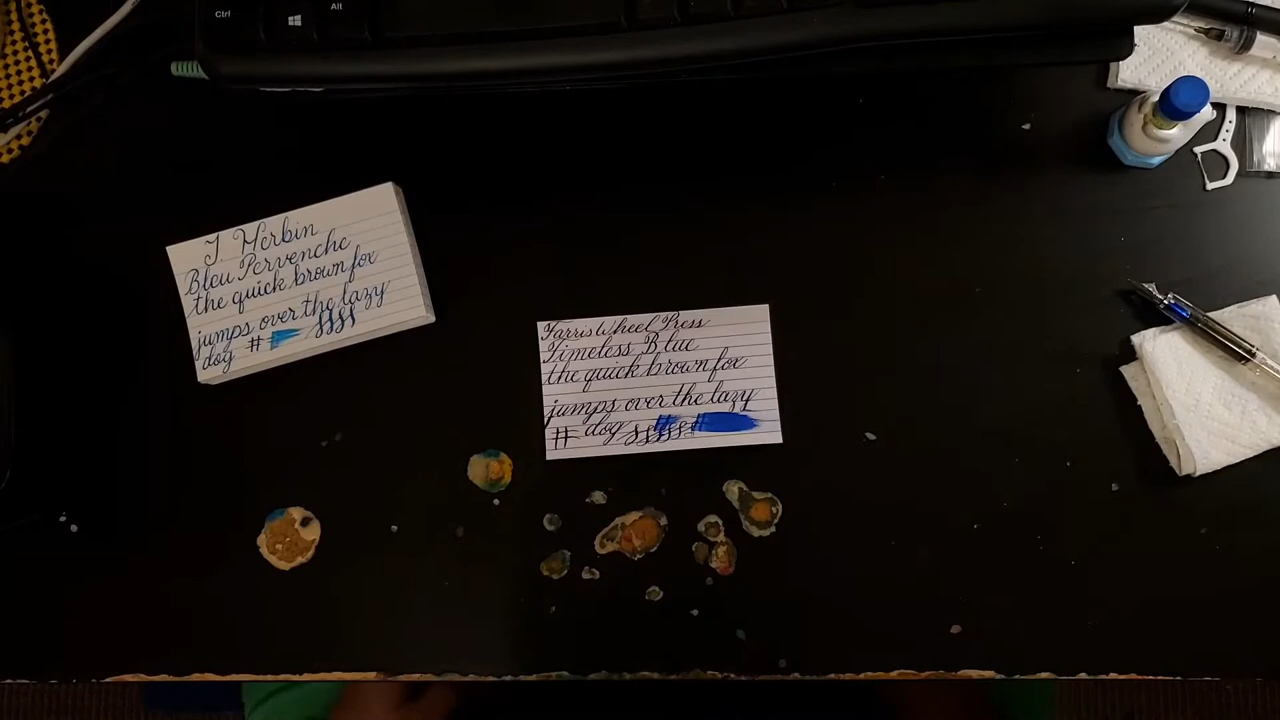 Ctrl
Alt
J. Herbin
Bleu Pervenche
the quick brown fox
jumps over the lazy
dog #
Farris Wheel Press
Timeless Blue
the quick brown fox
jumps over the lazy
# dog